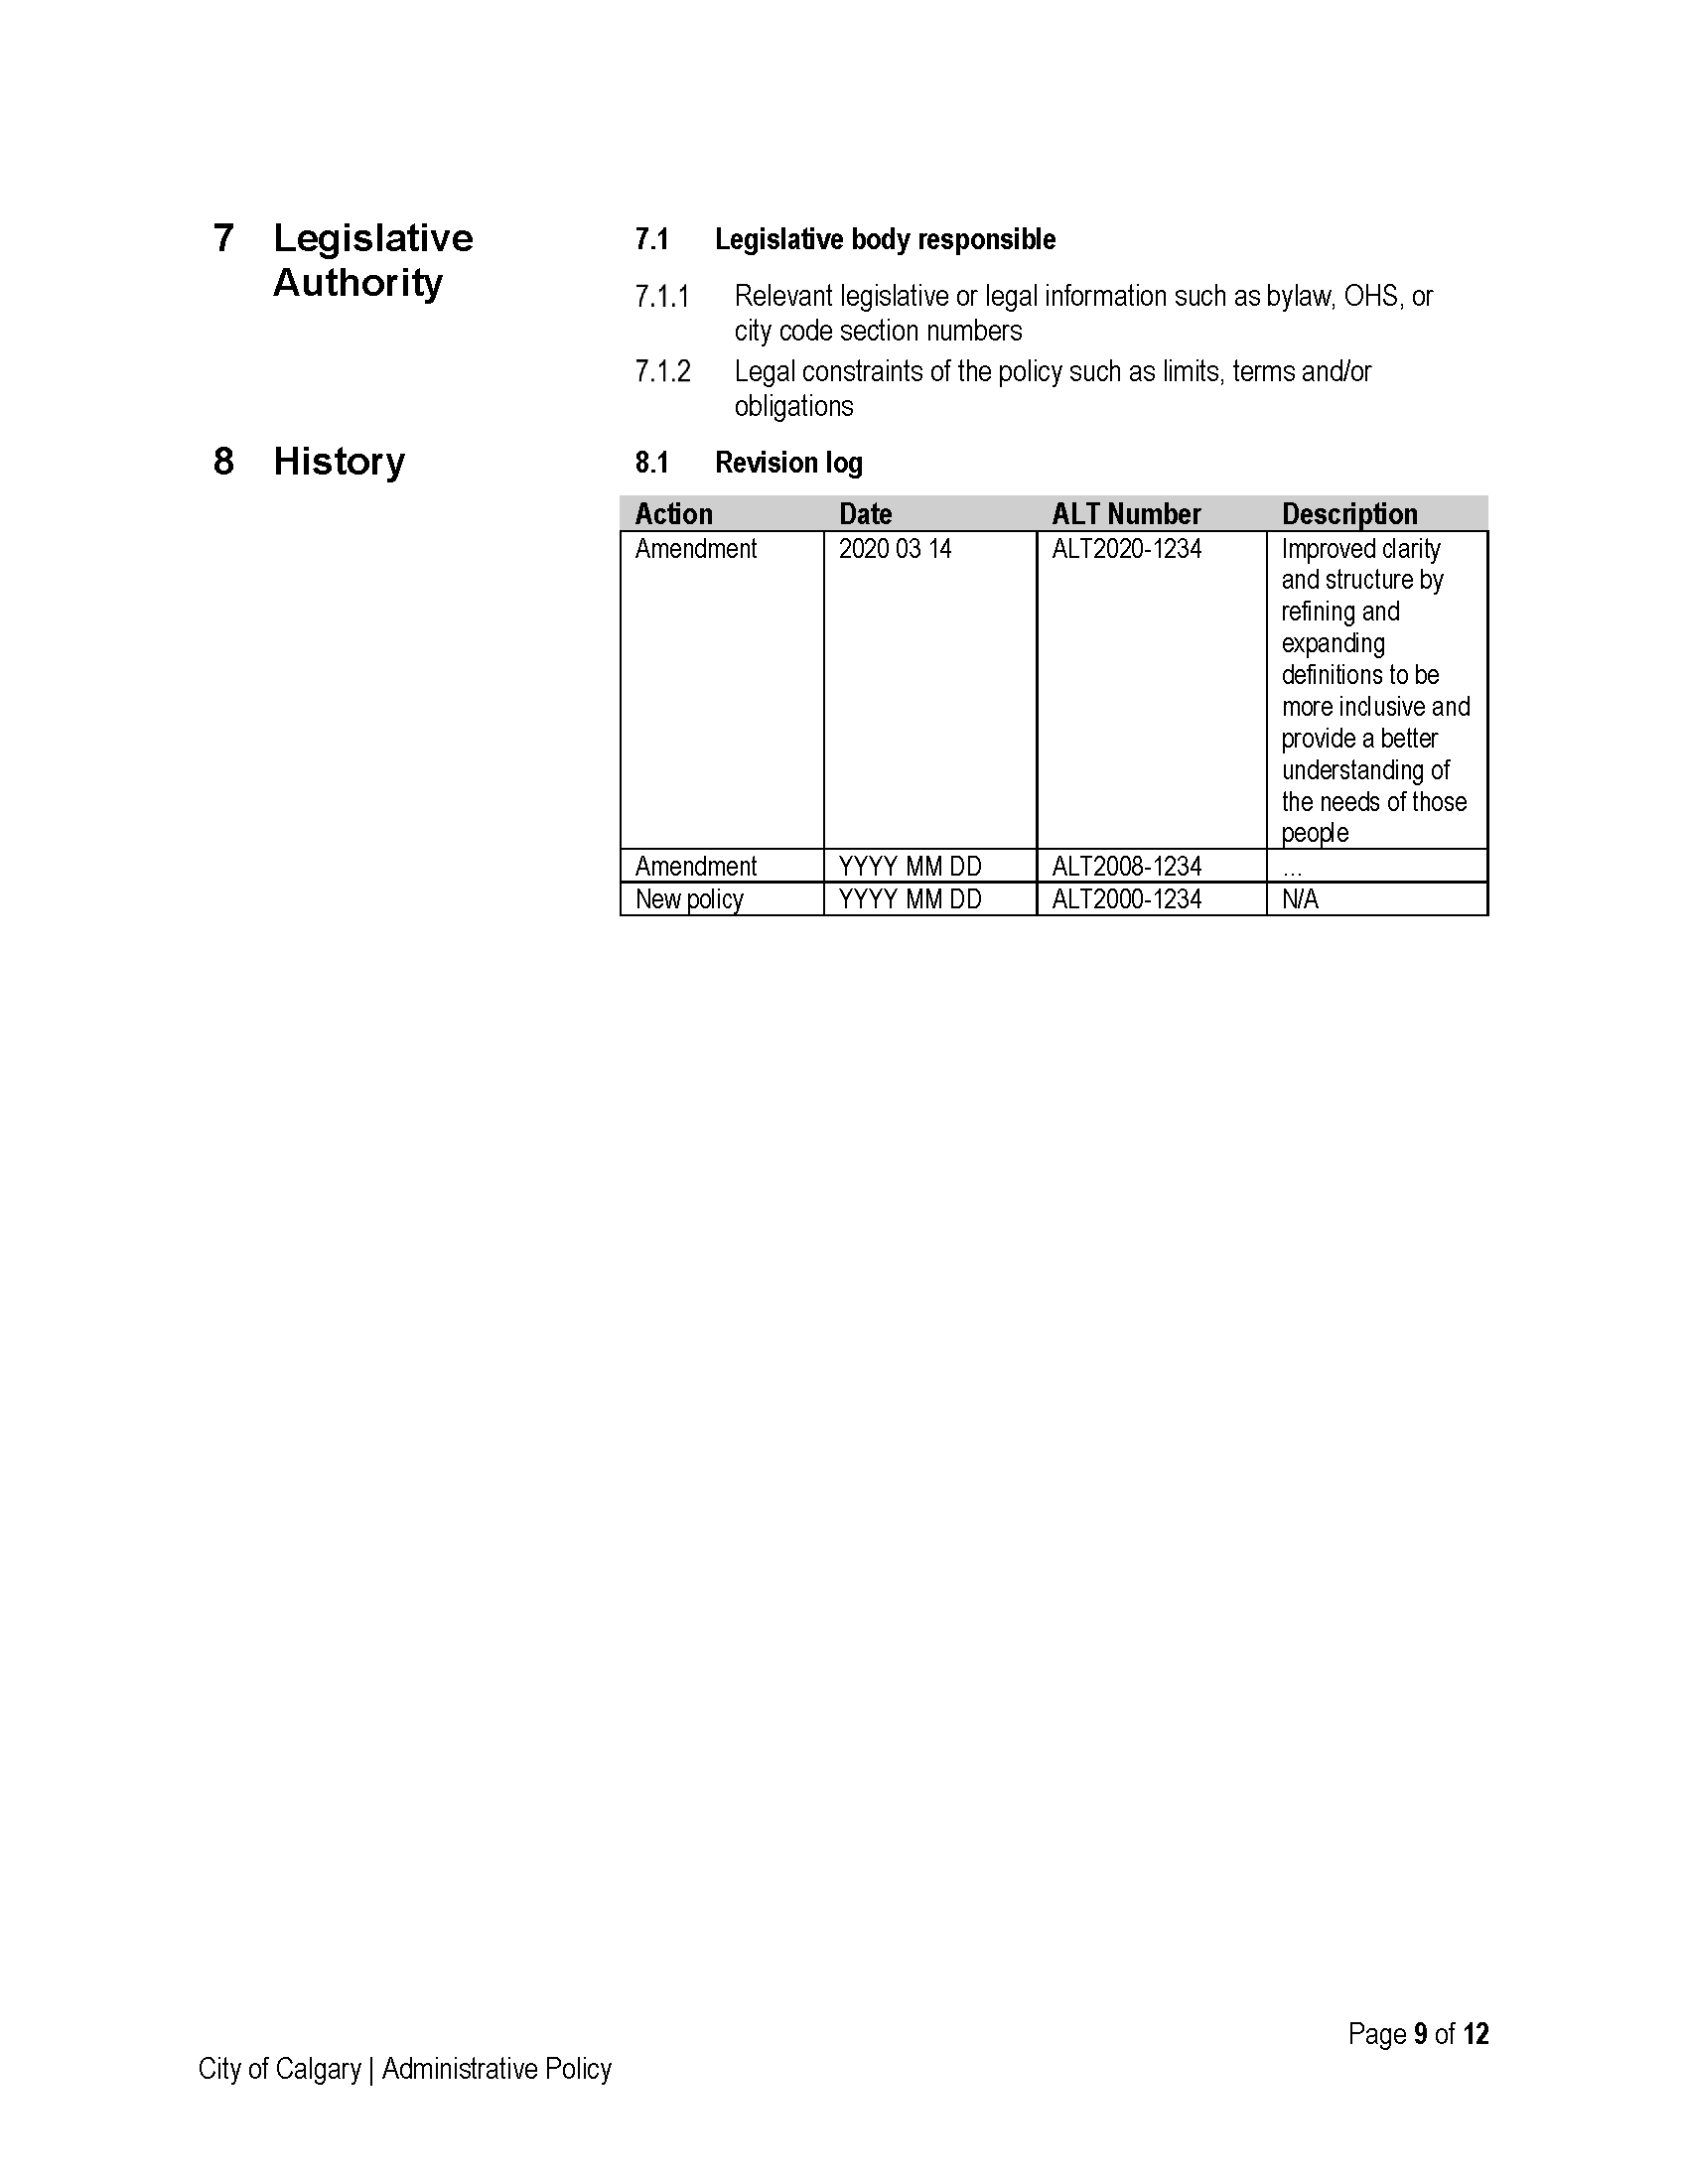 7 Legislative
Authority
7.1 Legislative body responsible
7.1.1 Relevant legislative or legal information such as bylaw, OHS, or
city code section numbers
7.1.2 Legal constraints of the policy such as limits, terms and/or
obligations
8 History
8.1 Revision log
Action Date ALT Number Description
Amendment 2020 03 14 ALT2020-1234 Improved clarity
and structure by
refining and
expanding
definitions to be
more inclusive and
provide a better
understanding of
the needs of those
people
Amendment YYYY MM DD ALT2008-1234 ...
New policy YYYY MM DD ALT2000-1234 N/A
Page 9 of 12
City of Calgary | Administrative Policy